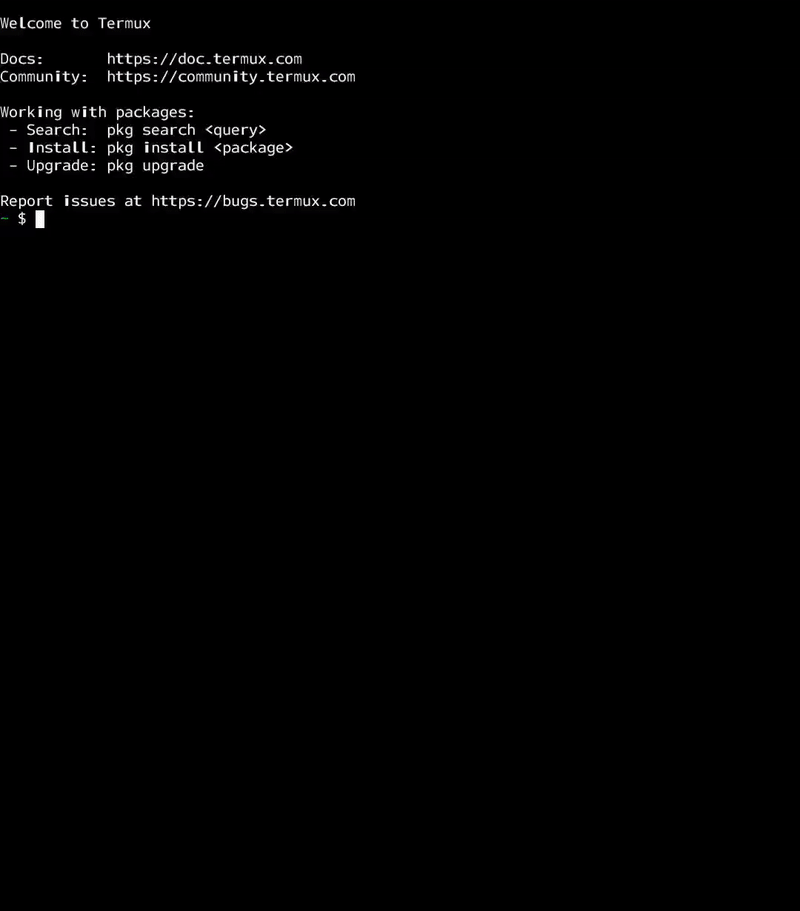 Welcome to Termux
Docs:       https://doc.termux.com
Community:  https://community.termux.com
Working with packages:
 - Search:  pkg search <query>
 - Install: pkg install <package>
 - Upgrade: pkg upgrade
Report issues at https://bugs.termux.com
~ $